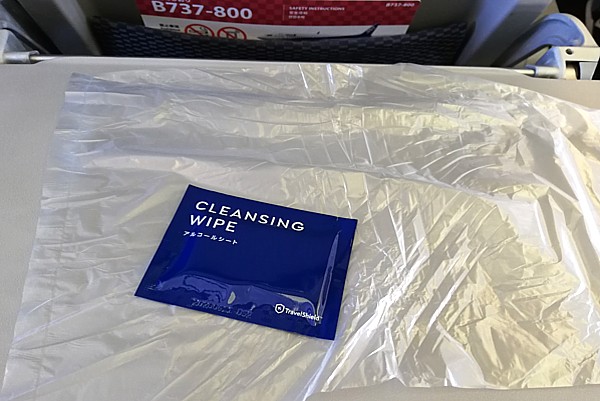 B737-800
SAFETY INSTRUCTIONS
B737-800
CLEANSING
WIPE
アルコールシート
TravelShield